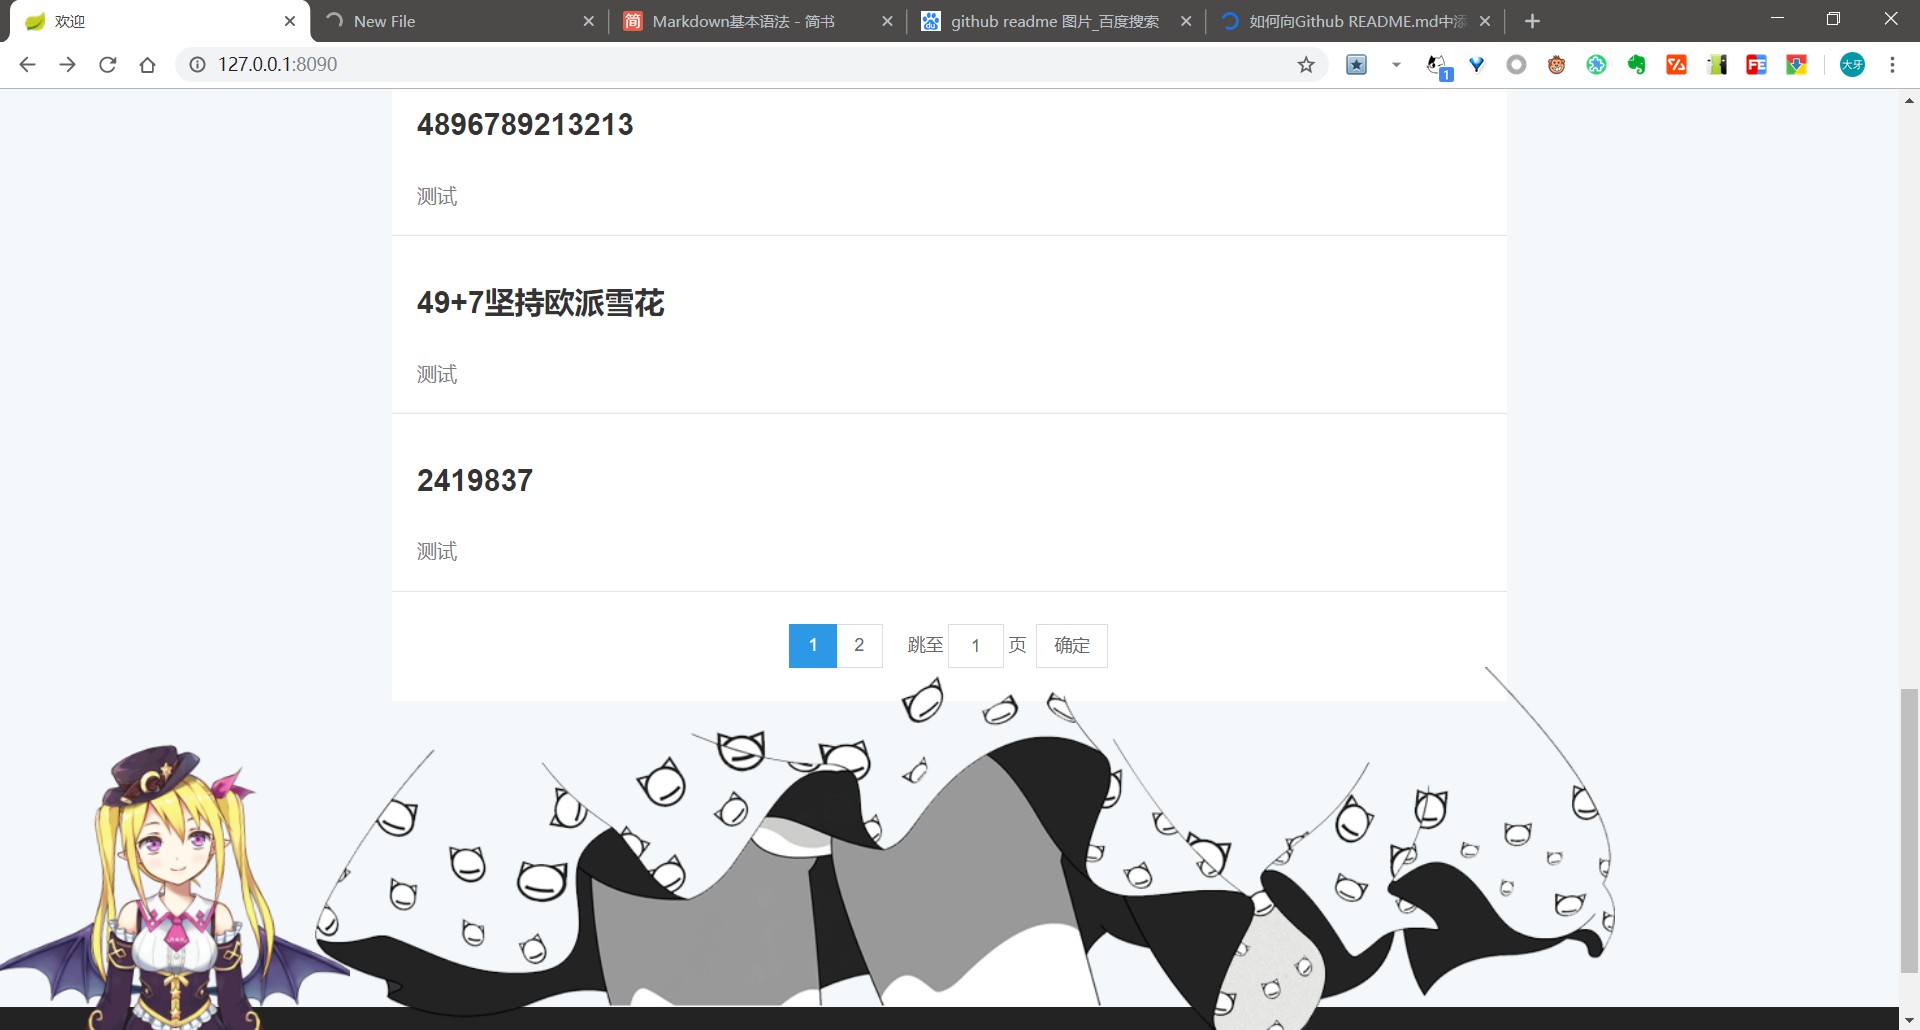 欢迎
New File
简
Markdown基本语法 - 简书
du
github readme 图片_百度搜索
如何向Github README.md中添
127.0.0.1:8090
1
FE
大牙
4896789213213
测试
49+7坚持欧派雪花
测试
2419837
测试
1 2 跳至 1 页 确定